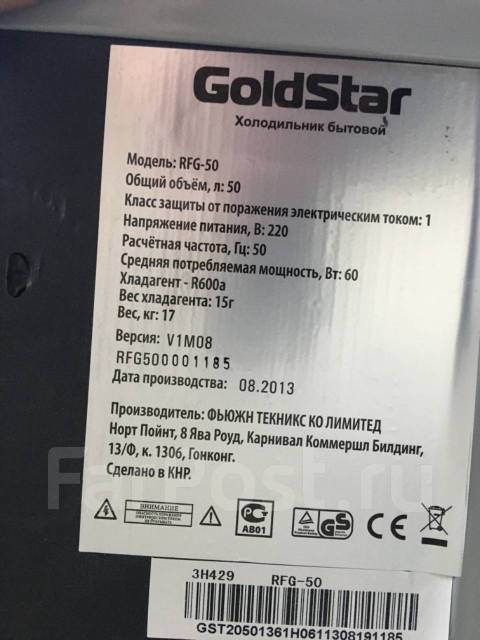 GoldStar
Холодильник бытовой
Модель: RFG-50
Общий объём, л: 50
Класс защиты от поражения электрическим током: 1
Напряжение питания, В: 220
Расчётная частота, Гц: 50
Средняя потребляемая мощность, Вт: 60
Хладагент - R600a
Вес хладагента: 15г
Вес, кг: 17
Версия: V1M08
RFG500001185
Дата производства: 08.2013
Производитель: ФЬЮЖН ТЕКНИКС КО ЛИМИТЕД
Норт Пойнт, 8 Ява Роуд, Карнивал Коммершл Билдинг,
13/Ф, к. 1306, Гонконг.
Сделано в КНР.
FarPost.ru
ВНИМАНИЕ
АВ01
GS
CE
3H429 RFG-50
GST20501361H0611308191185